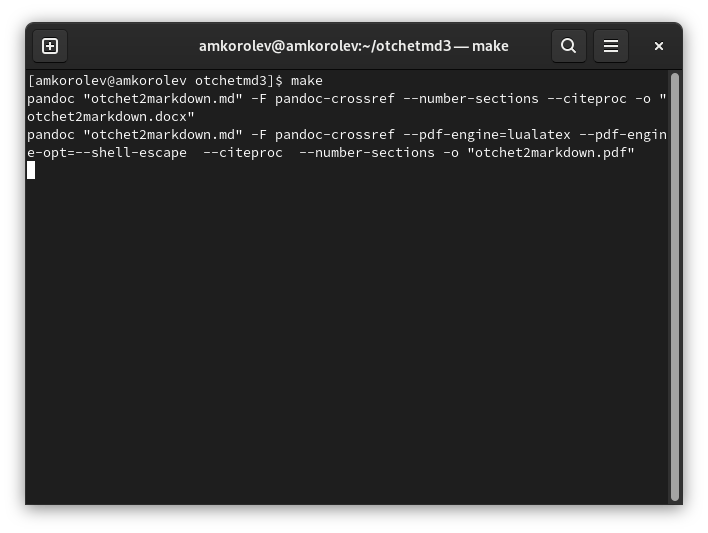 amkorolev@amkorolev:~/otchetmd3 — make
[amkorolev@amkorolev otchetmd3]$ make
pandoc "otchet2markdown.md" -F pandoc-crossref --number-sections --citeproc -o "
otchet2markdown.docx"
pandoc "otchet2markdown.md" -F pandoc-crossref --pdf-engine=lualatex --pdf-engin
e-opt=--shell-escape  --citeproc  --number-sections -o "otchet2markdown.pdf"